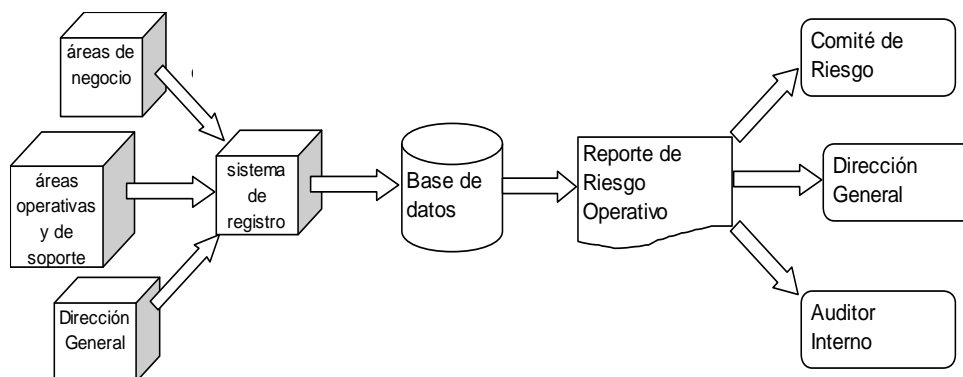 áreas de
negocio
áreas
operativas
y de
soporte
Dirección
General
sistema
de
registro
Base de
datos
Reporte de
Riesgo
Operativo
Comité de
Riesgo
Dirección
General
Auditor
Interno